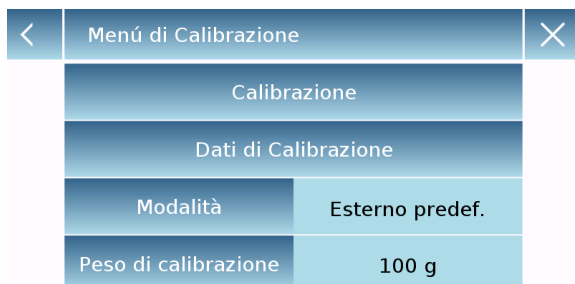 Menú di Calibrazione
Calibrazione
Dati di Calibrazione
Modalità Esterno predef.
Peso di calibrazione 100 g